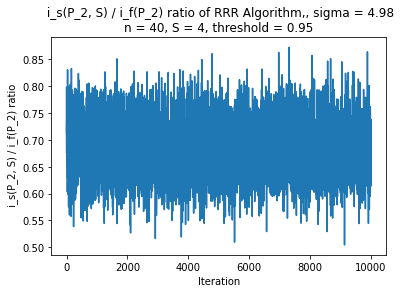 i_s(P_2, S) / i_f(P_2) ratio of RRR Algorithm,, sigma = 4.98
n = 40, S = 4, threshold = 0.95
i_s(P_2, S) / i_f(P_2) ratio
0.85
0.80
0.75
0.70
0.65
0.60
0.55
0.50
0 2000 4000 6000 8000 10000
Iteration